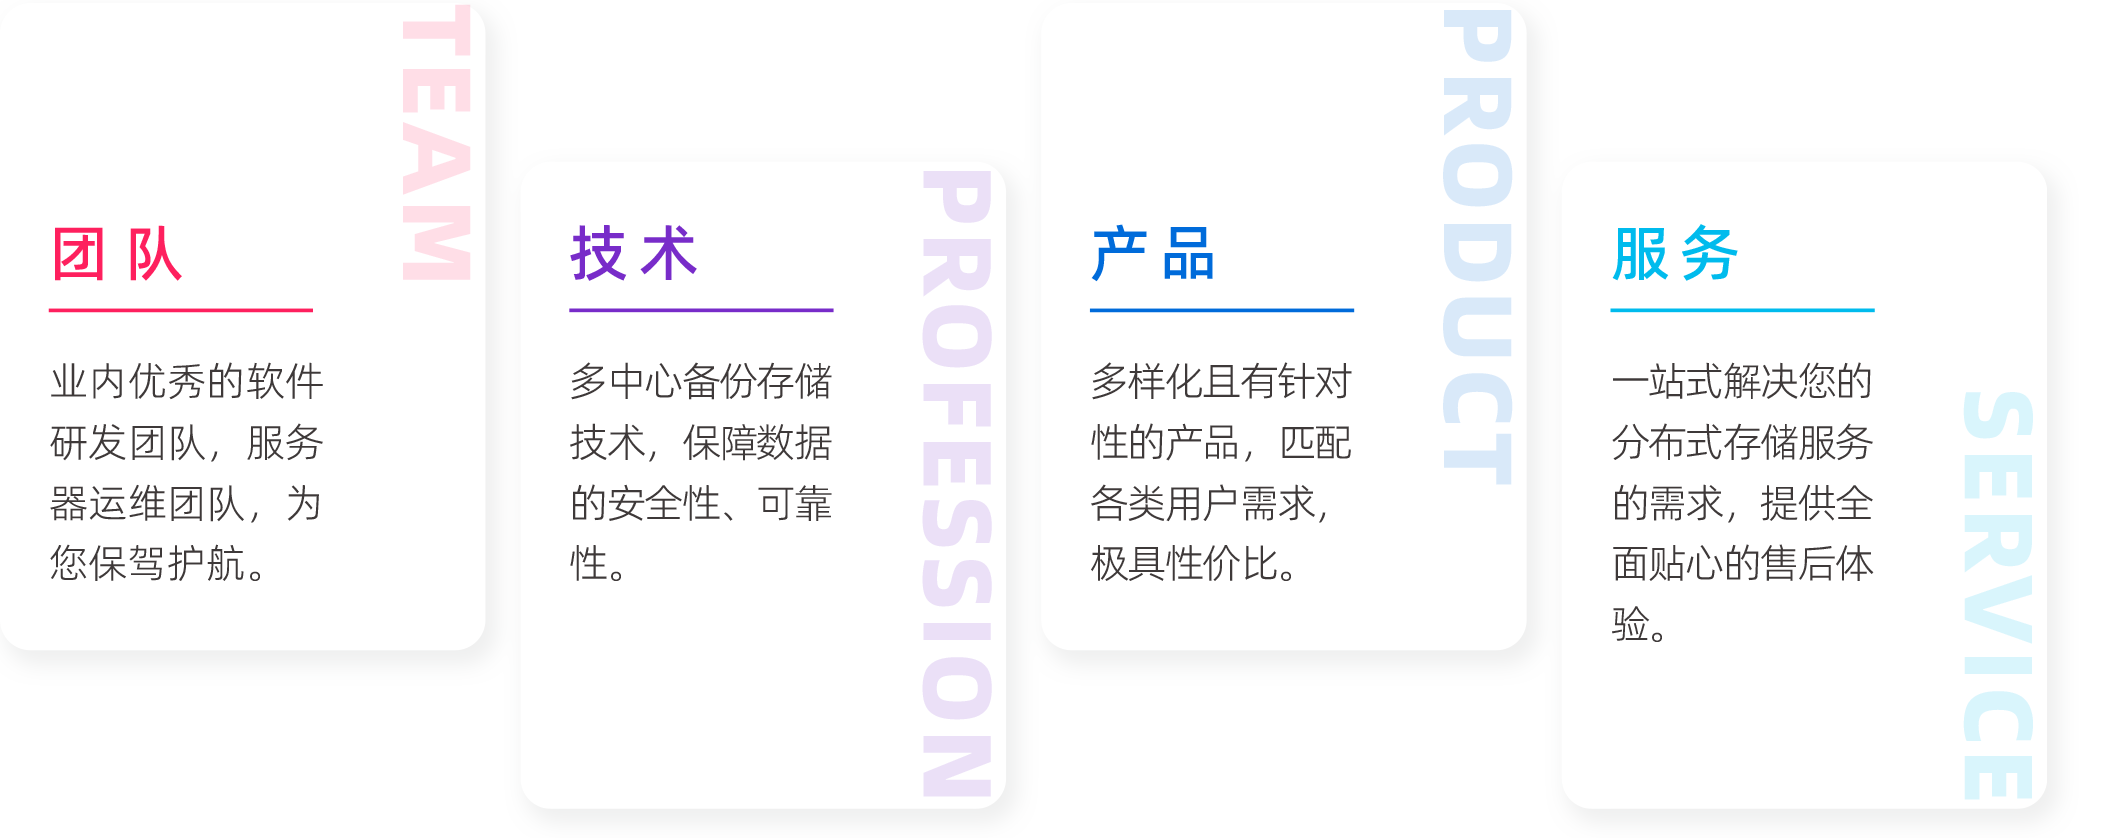 TEAM
团队
业内优秀的软件
研发团队，服务
器运维团队，为
您保驾护航。
PROFESSION
技术
多中心备份存储
技术，保障数据
的安全性、可靠
性。
PRODUCT
产品
多样化且有针对
性的产品，匹配
各类用户需求，
极具性价比。
SERVICE
服务
一站式解决您的
分布式存储服务
的需求，提供全
面贴心的售后体
验。